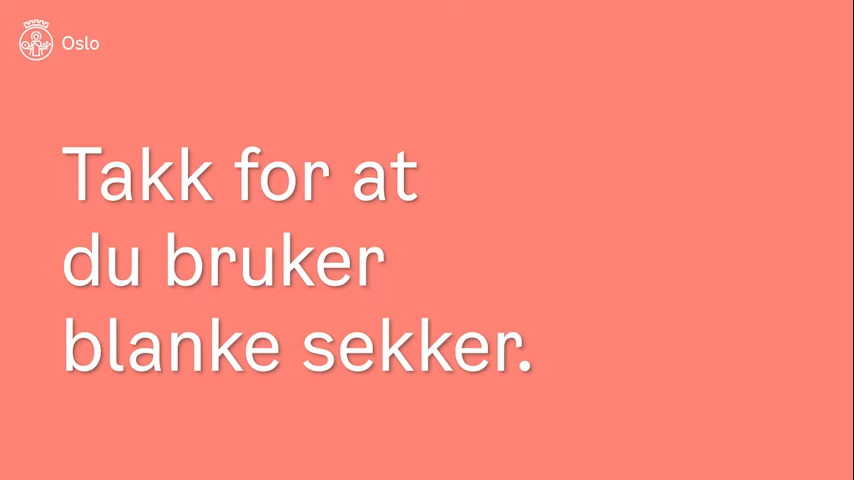 Oslo
Takk for at
du bruker
blanke sekker.